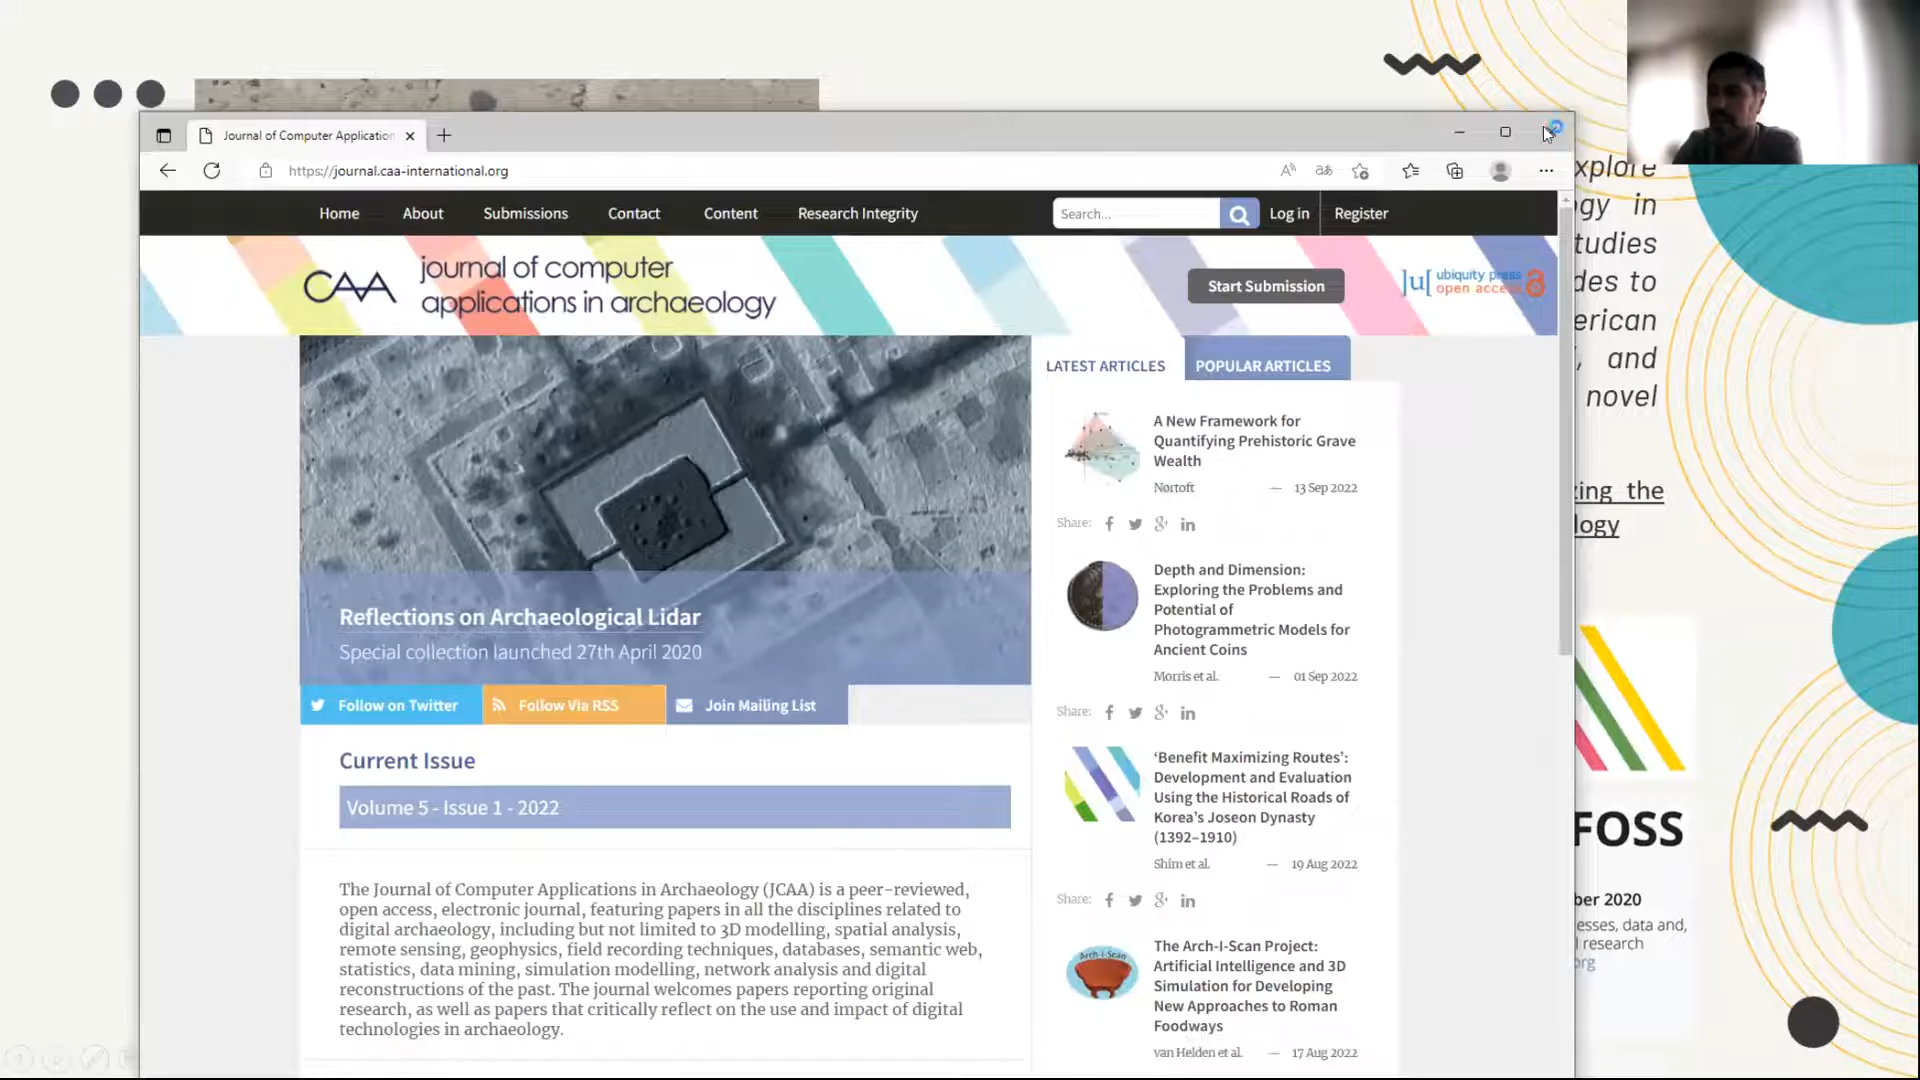 Journal of Computer Application
https://journal.caa-international.org
Home About Submissions Contact Content Research Integrity Search... Log in Register
CAA journal of computer
applications in archaeology
Start Submission
]u[ ubiquity press
open access
LATEST ARTICLES POPULAR ARTICLES
A New Framework for
Quantifying Prehistoric Grave
Wealth
Nørtoft — 13 Sep 2022
Share:
Depth and Dimension:
Exploring the Problems and
Potential of
Photogrammetric Models for
Ancient Coins
Morris et al. — 01 Sep 2022
Share:
‘Benefit Maximizing Routes’:
Development and Evaluation
Using the Historical Roads of
Korea’s Joseon Dynasty
(1392–1910)
Shim et al. — 19 Aug 2022
Share:
Arch-I-Scan
The Arch-I-Scan Project:
Artificial Intelligence and 3D
Simulation for Developing
New Approaches to Roman
Foodways
van Helden et al. — 17 Aug 2022
Reflections on Archaeological Lidar
Special collection launched 27th April 2020
Follow on Twitter Follow Via RSS Join Mailing List
Current Issue
Volume 5 - Issue 1 - 2022
The Journal of Computer Applications in Archaeology (JCAA) is a peer-reviewed,
open access, electronic journal, featuring papers in all the disciplines related to
digital archaeology, including but not limited to 3D modelling, spatial analysis,
remote sensing, geophysics, field recording techniques, databases, semantic web,
statistics, data mining, simulation modelling, network analysis and digital
reconstructions of the past. The journal welcomes papers reporting original
research, as well as papers that critically reflect on the use and impact of digital
technologies in archaeology.
xplore
gy in
tudies
des to
erican
, and
novel
zing the
logy
FOSS
ber 2020
esses, data and,
l research
org